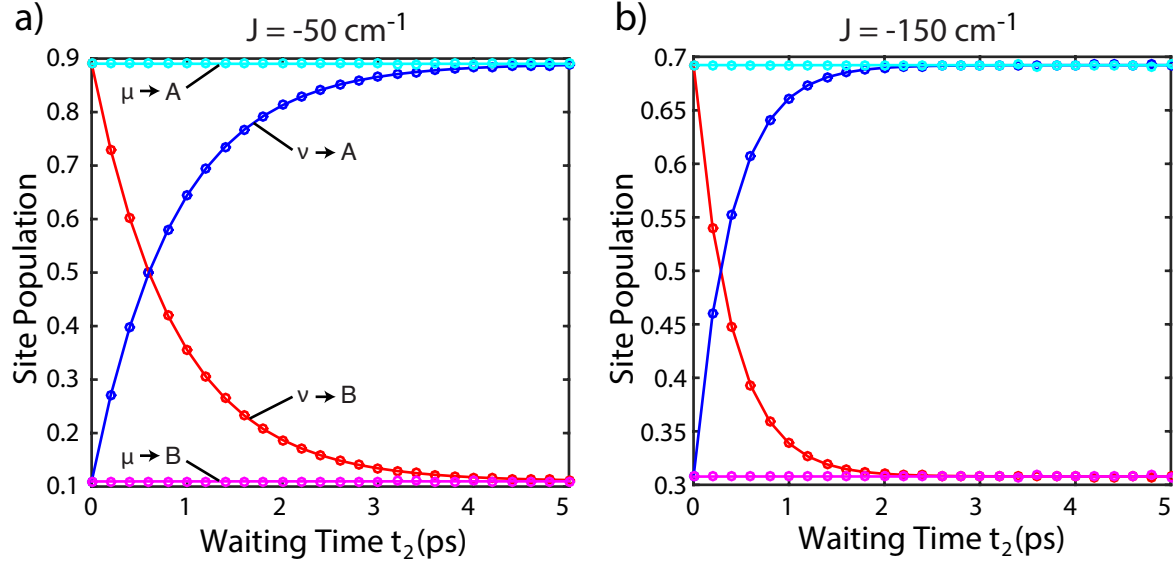 a)
J = -50 cm⁻¹
Site Population
0.9
0.8
0.7
0.6
0.5
0.4
0.3
0.2
0.1
μ → A
ν → A
ν → B
μ → B
0 1 2 3 4 5
Waiting Time t₂(ps)
b)
J = -150 cm⁻¹
Site Population
0.7
0.65
0.6
0.55
0.5
0.45
0.4
0.35
0.3
0 1 2 3 4 5
Waiting Time t₂(ps)